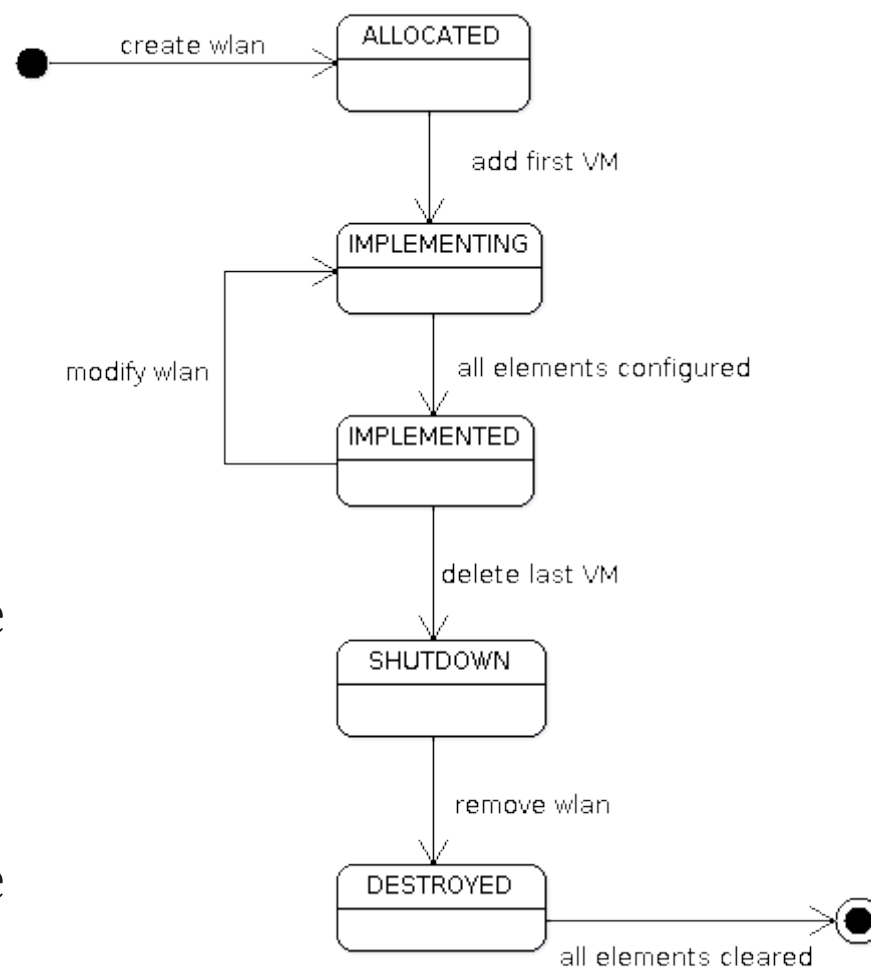 create wlan
ALLOCATED
add first VM
IMPLEMENTING
modify wlan
all elements configured
IMPLEMENTED
delete last VM
e
SHUTDOWN
remove wlan
e
DESTROYED
all elements cleared